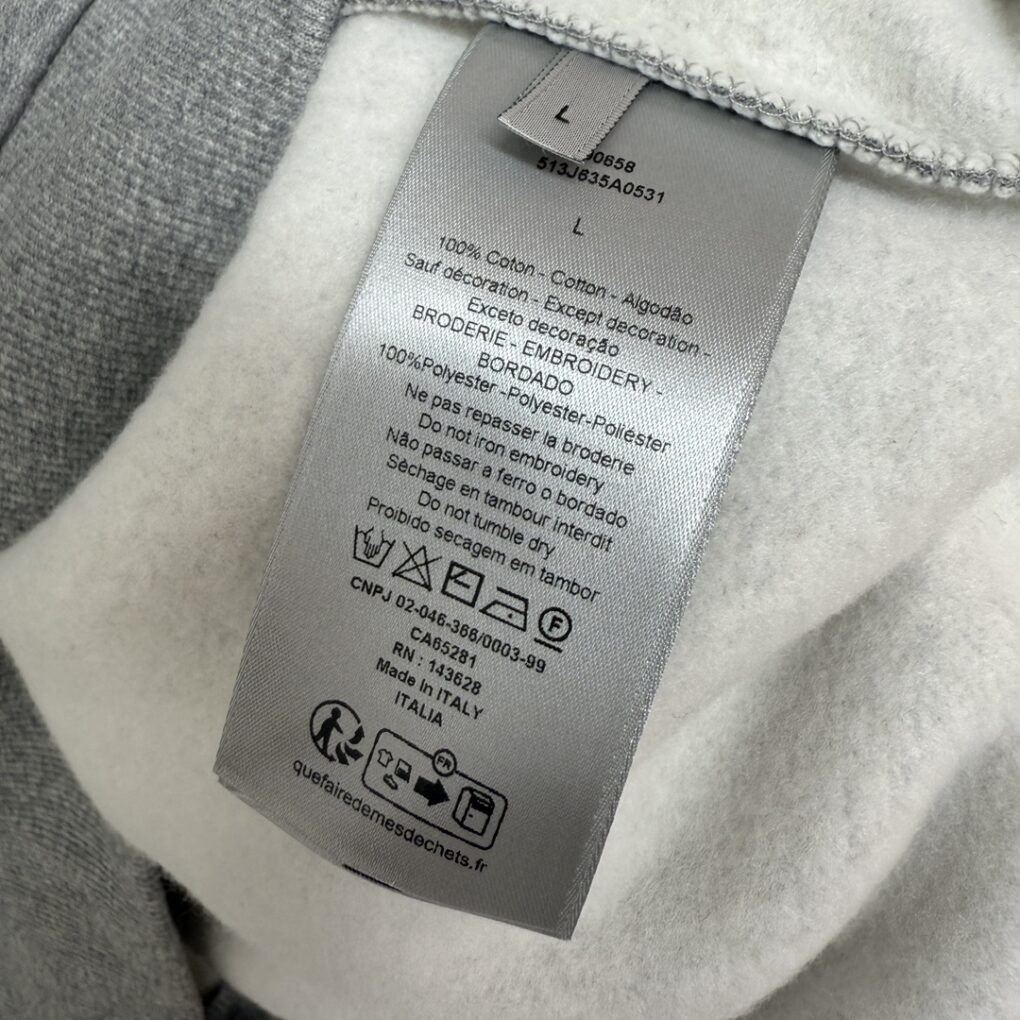 L
513J635A0531
L
100% Coton - Cotton - Algodão
Sauf décoration - Except decoration -
Exceto decoração
BRODERIE - EMBROIDERY -
BORDADO
100%Polyester -Polyester-Poliéster
Ne pas repasser la broderie
Do not iron embroidery
Não passar a ferro o bordado
Séchage en tambour interdit
Do not tumble dry
Proibido secagem em tambor
F
CNPJ 02-046-366/0003-99
CA65281
RN : 143628
Made In ITALY
ITALIA
FR
quefairedemesdechets.fr